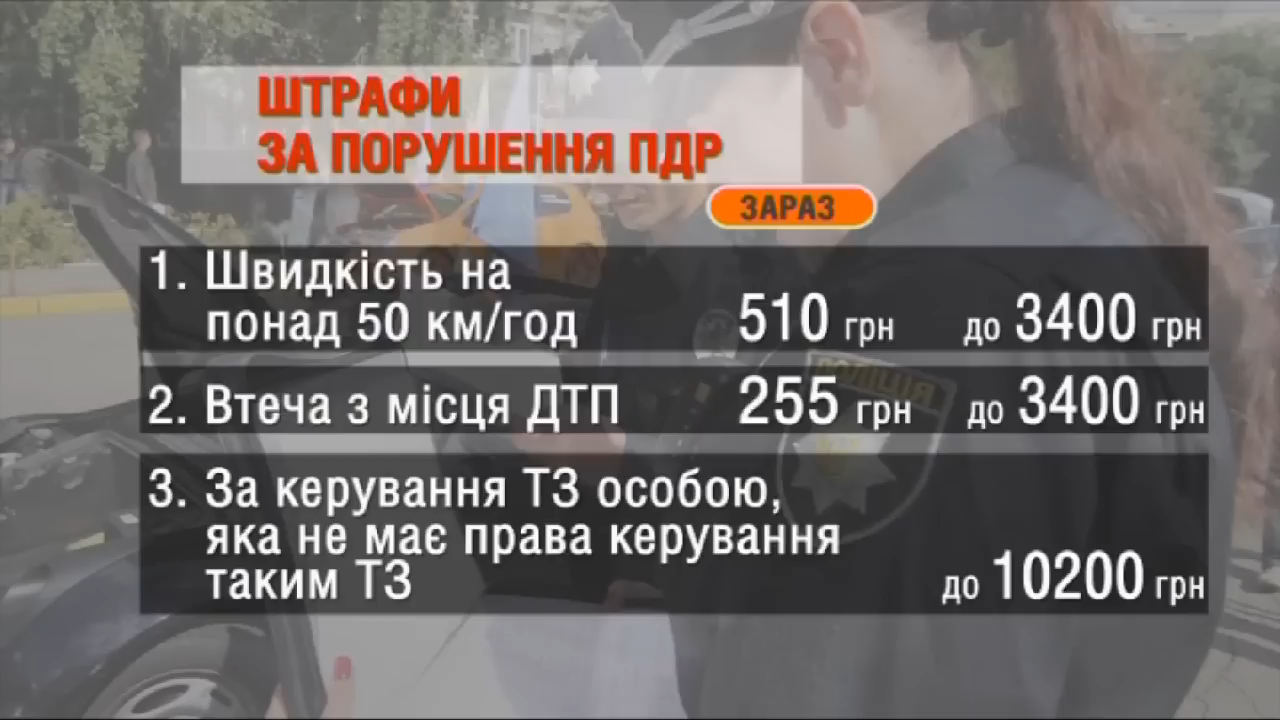 ШТРАФИ
ЗА ПОРУШЕННЯ ПДР
ЗАРАЗ
1. Швидкість на
понад 50 км/год 510 грн до 3400 грн
2. Втеча з місця ДТП 255 грн до 3400 грн
3. За керування ТЗ особою,
яка не має права керування
таким ТЗ до 10200 грн
ПОЛІЦІЯ